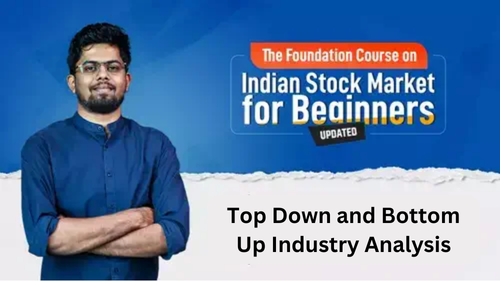 The Foundation Course on
Indian Stock Market
for Beginners
UPDATED
Top Down and Bottom
Up Industry Analysis